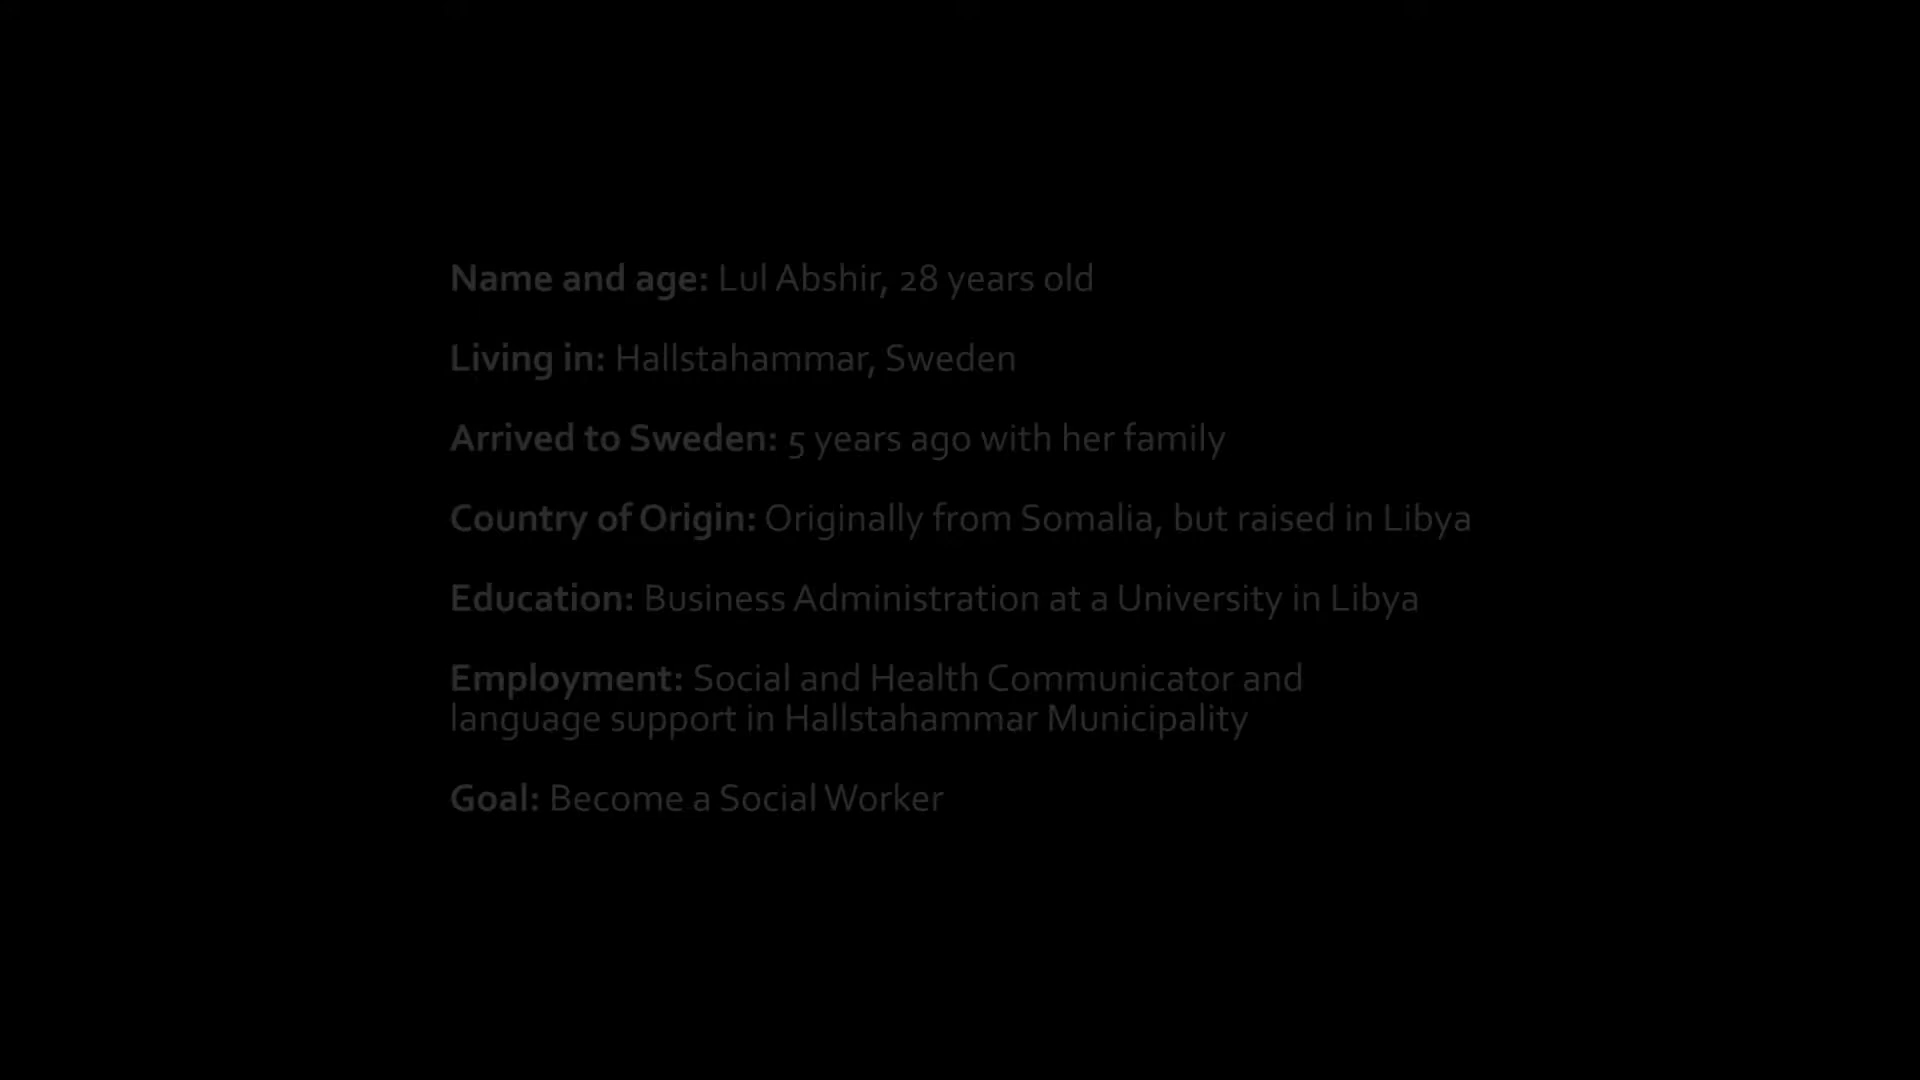 Name and age: Lul Abshir, 28 years old
Living in: Hallstahammar, Sweden
Arrived to Sweden: 5 years ago with her family
Country of Origin: Originally from Somalia, but raised in Libya
Education: Business Administration at a University in Libya
Employment: Social and Health Communicator and
language support in Hallstahammar Municipality
Goal: Become a Social Worker